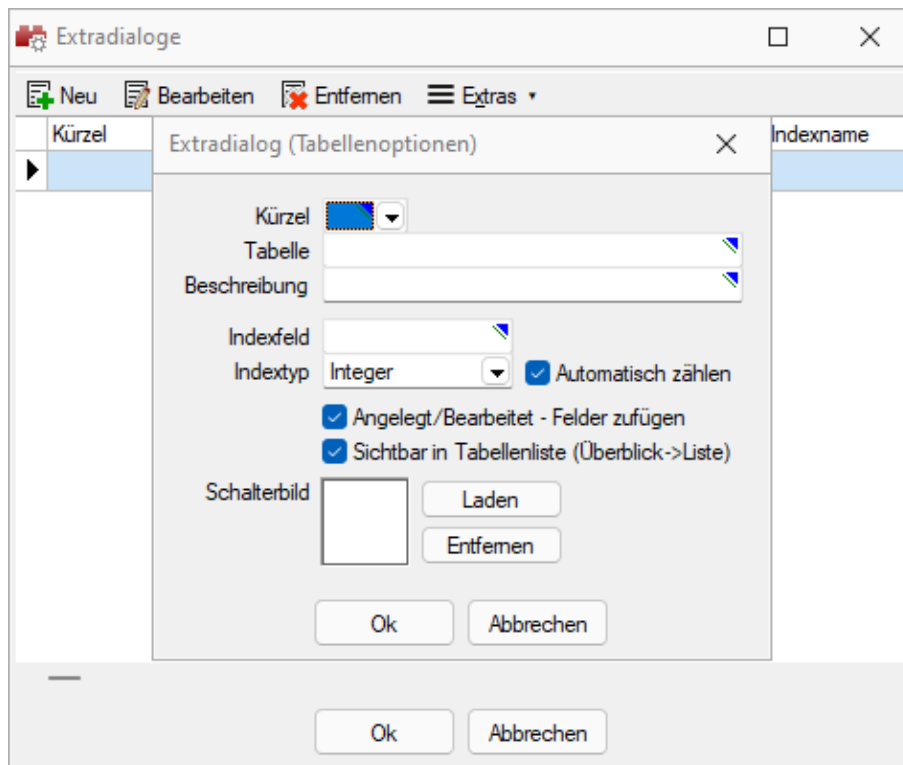 Extradialoge
Neu Bearbeiten Entfernen Extras
Kürzel Indexname
Extradialog (Tabellenoptionen)
Kürzel
Tabelle
Beschreibung
Indexfeld
Indextyp Integer Automatisch zählen
Angelegt/Bearbeitet - Felder zufügen
Sichtbar in Tabellenliste (Überblick->Liste)
Schalterbild Laden
Entfernen
Ok Abbrechen
Ok Abbrechen